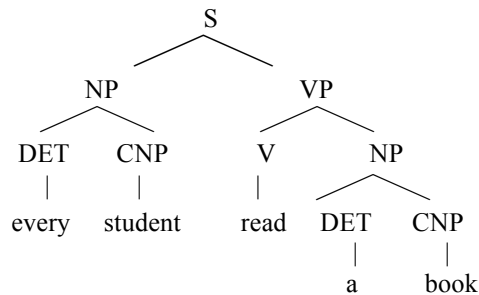 S
NP VP
DET CNP V NP
every student read DET CNP
a book